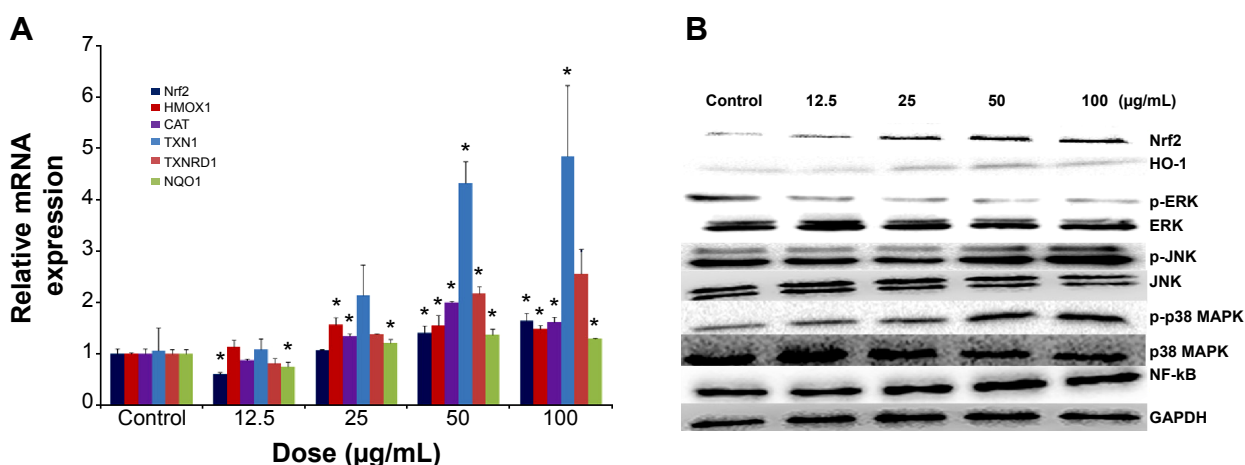 A
Relative mRNA
expression
7
6
5
4
3
2
1
0
Nrf2
HMOX1
CAT
TXN1
TXNRD1
NQO1
* * * * * * * * * * * * * * * * *
Control 12.5 25 50 100
Dose (µg/mL)
B
Control 12.5 25 50 100 (µg/mL)
Nrf2
HO-1
p-ERK
ERK
p-JNK
JNK
p-p38 MAPK
p38 MAPK
NF-kB
GAPDH